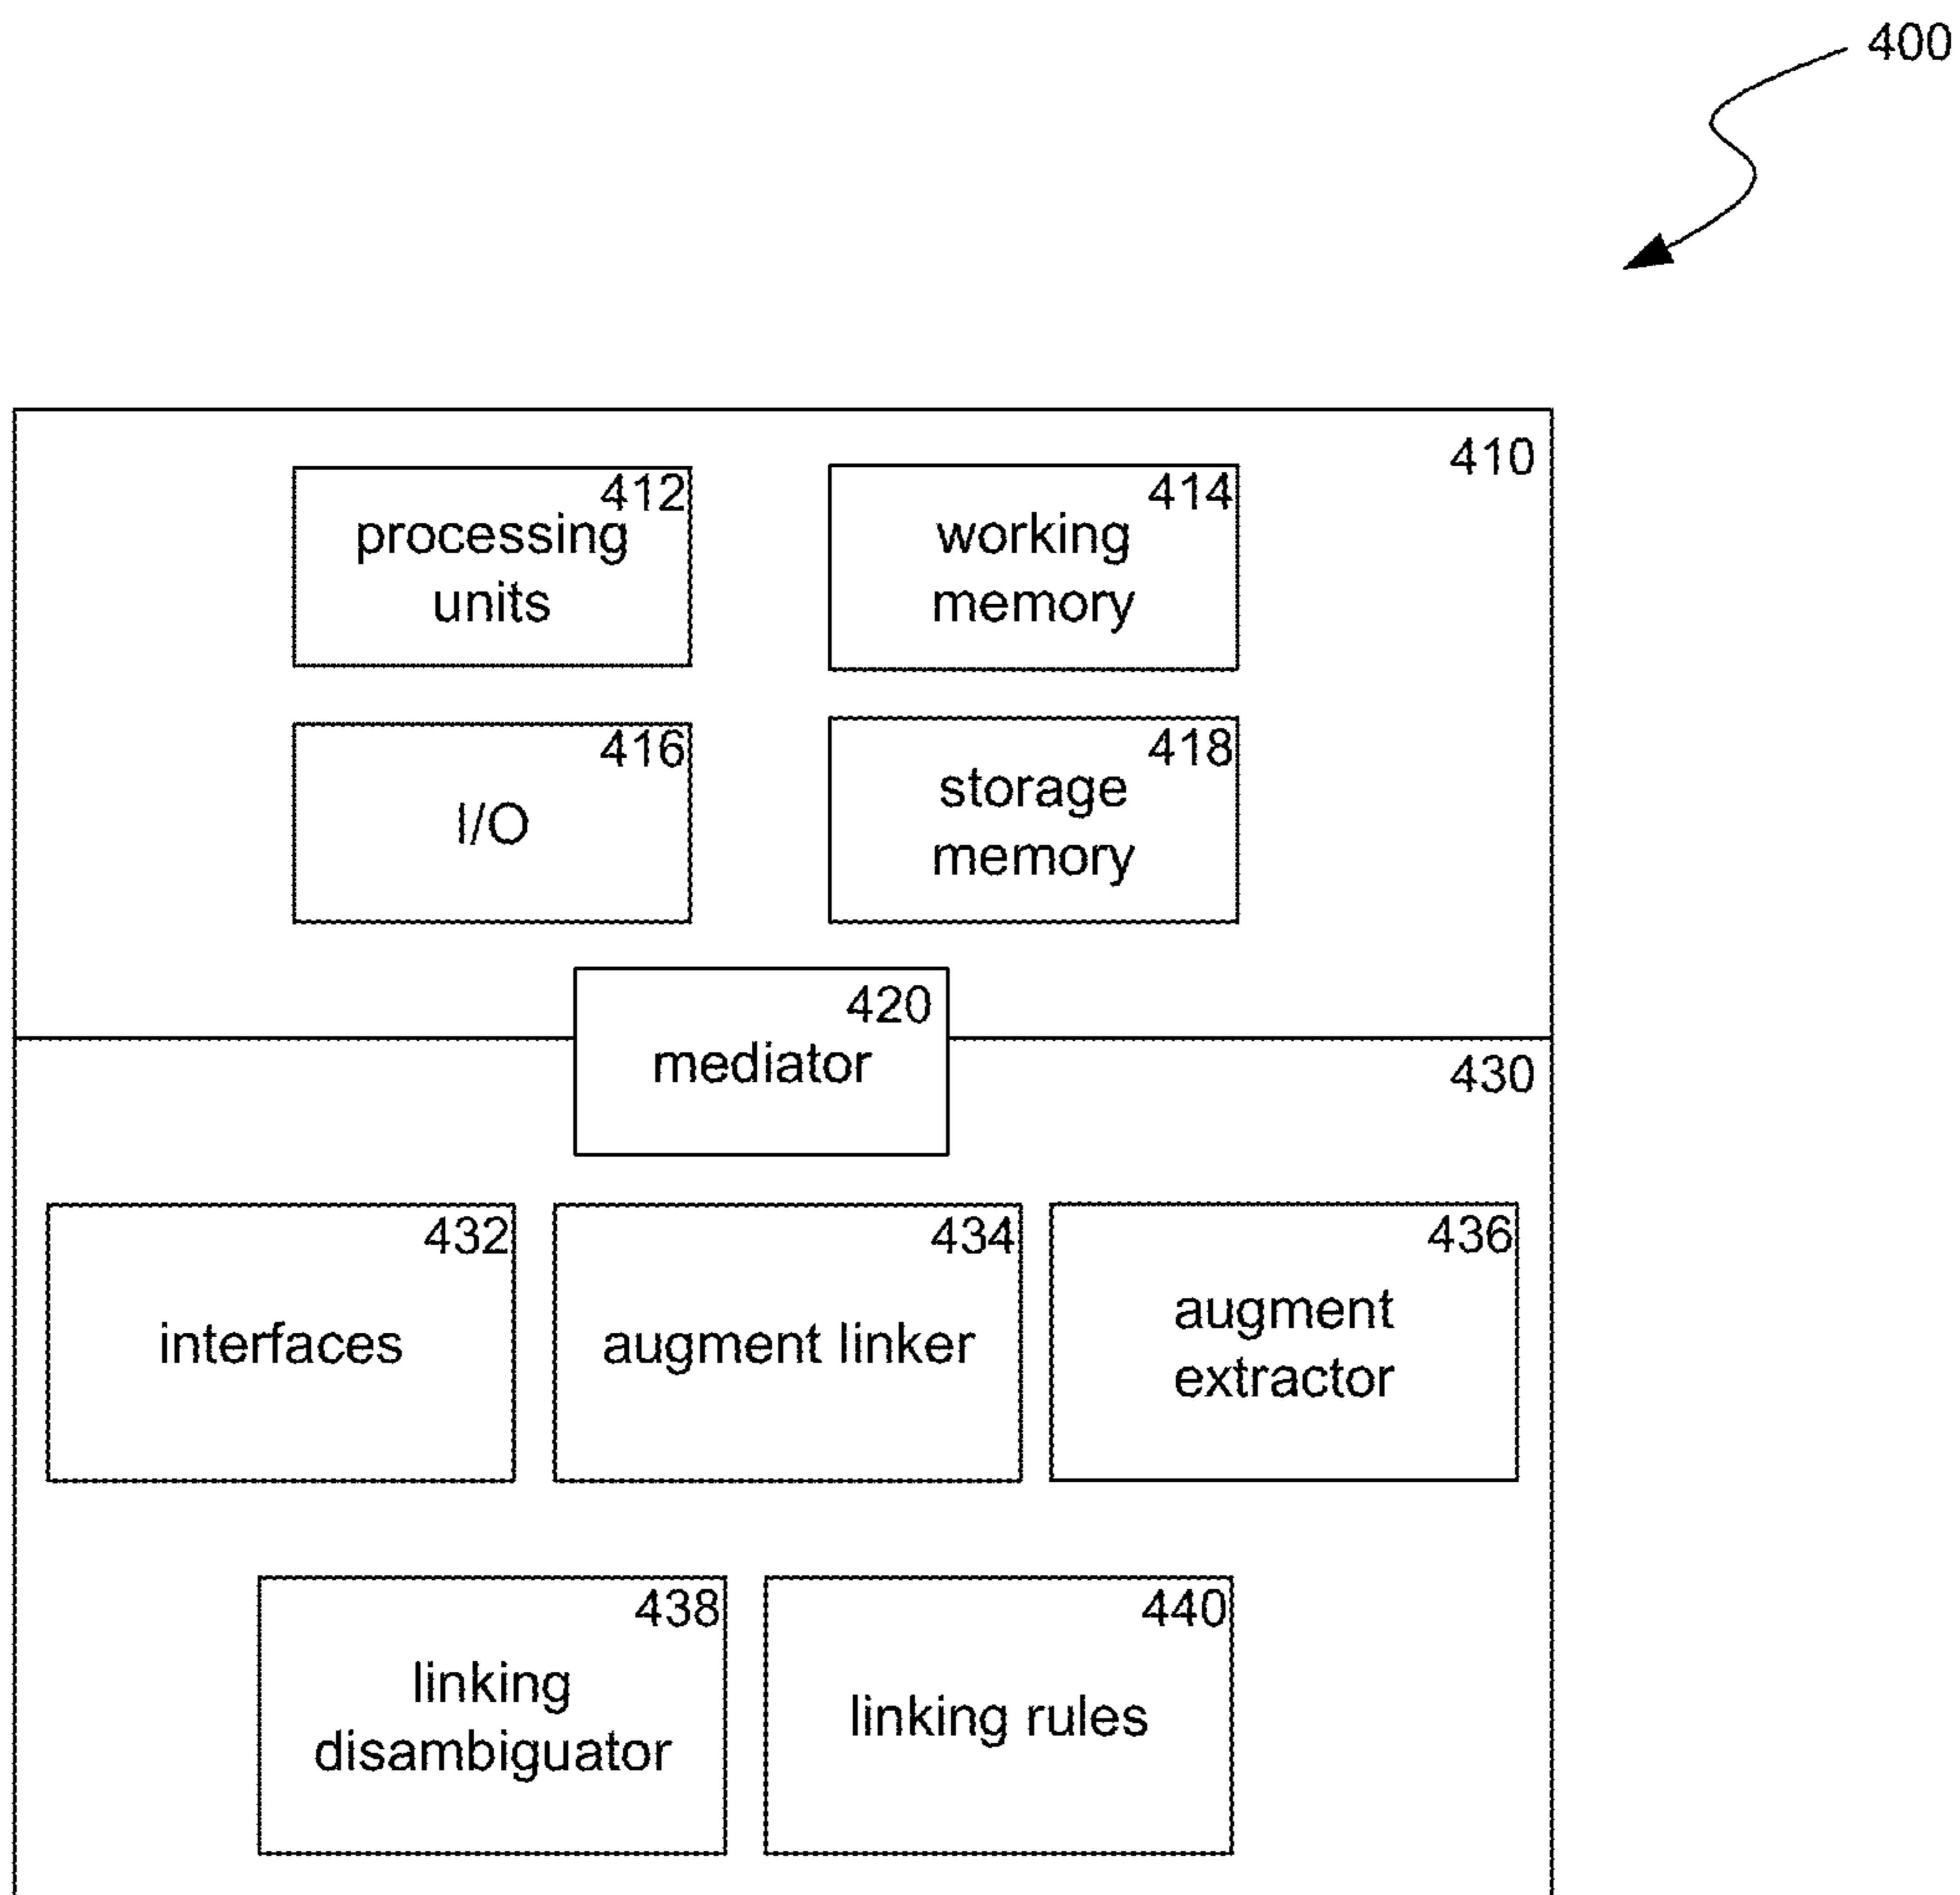 400
410
412
processing
units
414
working
memory
416
I/O
418
storage
memory
420
mediator
430
432
interfaces
434
augment linker
436
augment
extractor
438
linking
disambiguator
440
linking rules